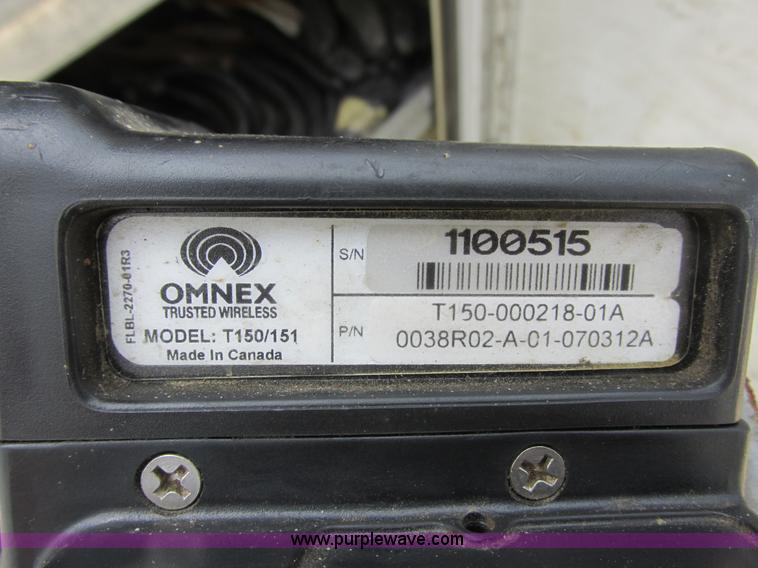 FLBL-2270-01R3
OMNEX
TRUSTED WIRELESS
MODEL: T150/151
Made In Canada
S/N
1100515
P/N
T150-000218-01A
0038R02-A-01-070312A
www.purplewave.com